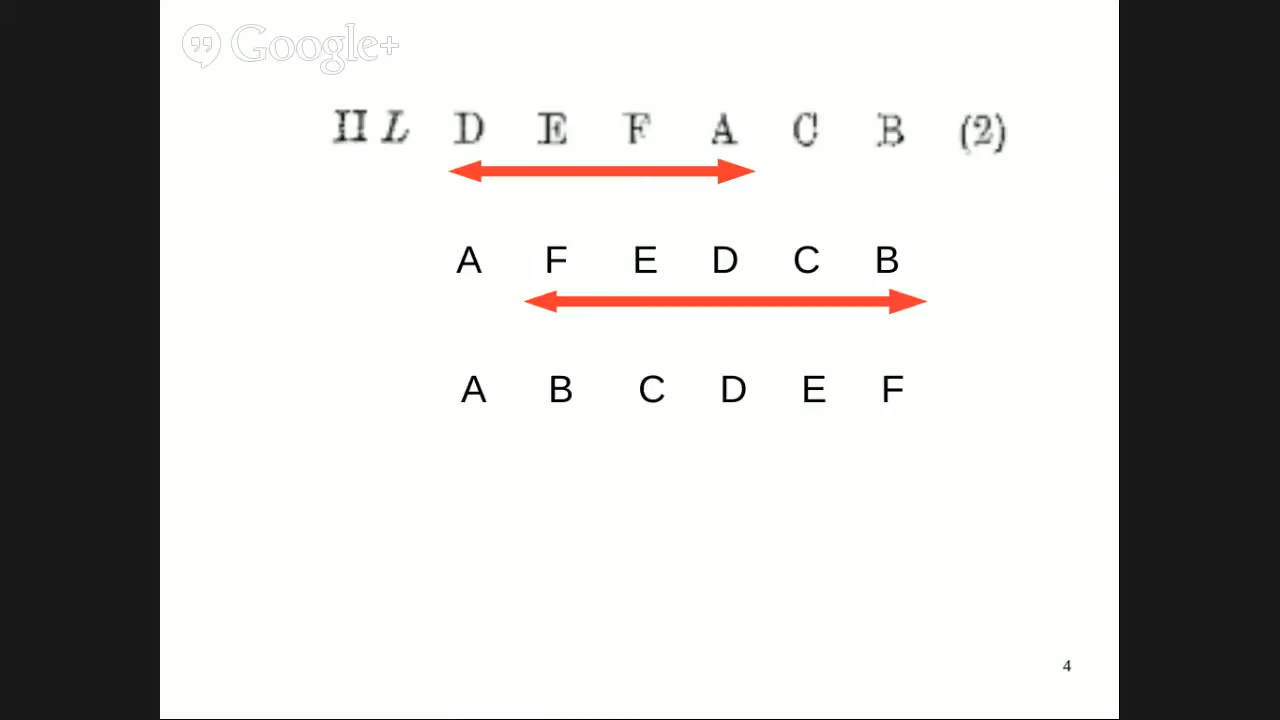 Google+
II L D E F A C B (2)
A F E D C B
A B C D E F
4